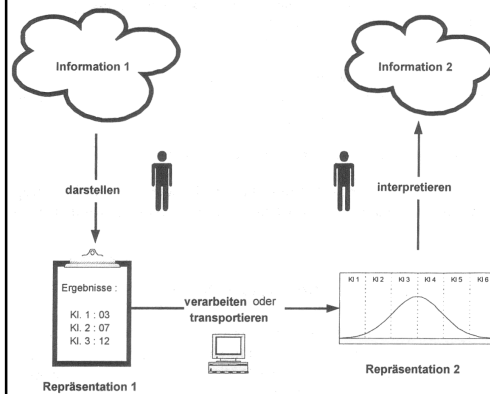 Information 1
Information 2
darstellen
interpretieren
Ergebnisse :
Kl. 1 : 03
Kl. 2 : 07
Kl. 3 : 12
verarbeiten oder
transportieren
Kl 1 Kl 2 Kl 3 Kl 4 Kl 5 Kl 6
Repräsentation 1
Repräsentation 2